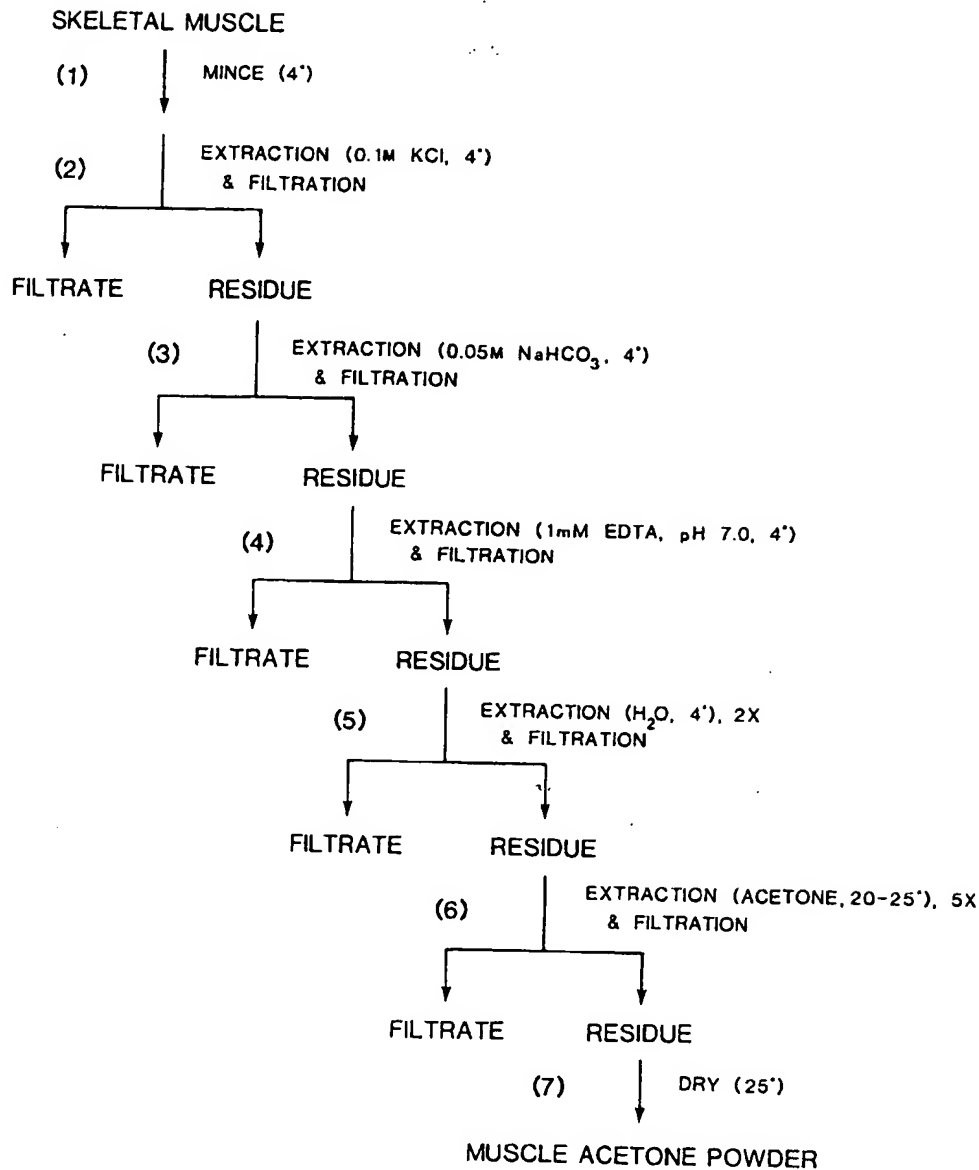 SKELETAL MUSCLE
(1) MINCE (4°)
(2) EXTRACTION (0.1M KCl, 4°)
& FILTRATION
FILTRATE RESIDUE
(3) EXTRACTION (0.05M NaHCO₃, 4°)
& FILTRATION
FILTRATE RESIDUE
(4) EXTRACTION (1mM EDTA, pH 7.0, 4°)
& FILTRATION
FILTRATE RESIDUE
(5) EXTRACTION (H₂O, 4°), 2X
& FILTRATION
FILTRATE RESIDUE
(6) EXTRACTION (ACETONE, 20-25°), 5X
& FILTRATION
FILTRATE RESIDUE
(7) DRY (25°)
MUSCLE ACETONE POWDER